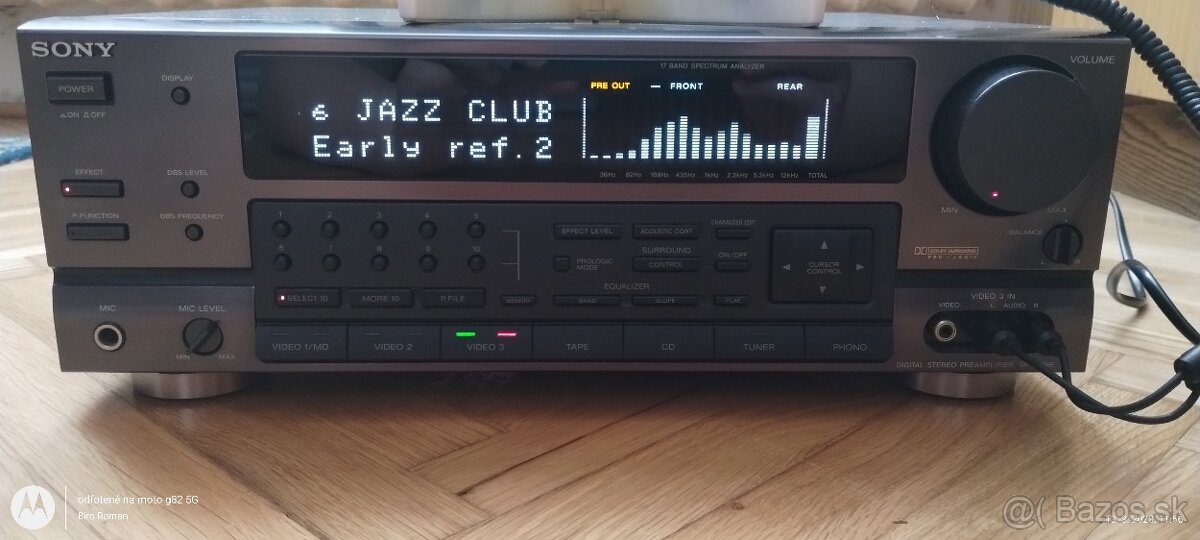 SONY
POWER
ON OFF
DISPLAY
EFFECT
DBS LEVEL
P.FUNCTION
DBS FREQUENCY
MIC
MIC LEVEL
MIN MAX
17 BAND SPECTRUM ANALYZER
PRE OUT — FRONT REAR
6 JAZZ CLUB
Early ref.2
36Hz 82Hz 189Hz 435Hz 1kHz 2.3kHz 5.2kHz 12kHz TOTAL
1 2 3 4 5
6 7 8 9 10
SELECT 10 MORE 10 P.FILE MEMORY
EFFECT LEVEL ACOUSTIC CONT CHARACTER EDIT
PROLOGIC MODE
SURROUND
CONTROL
ON/OFF
EQUALIZER
BAND SLOPE FLAT
CURSOR
CONTROL
VIDEO 1/MD VIDEO 2 VIDEO 3 TAPE CD TUNER PHONO
VOLUME
MIN MAX
BALANCE
L R
DOLBY SURROUND
PRO · LOGIC
VIDEO 3 IN
VIDEO L AUDIO R
DIGITAL STEREO PREAMPLIFIER
odfotené na moto g82  5G
Biro Roman
@( Bazos.sk